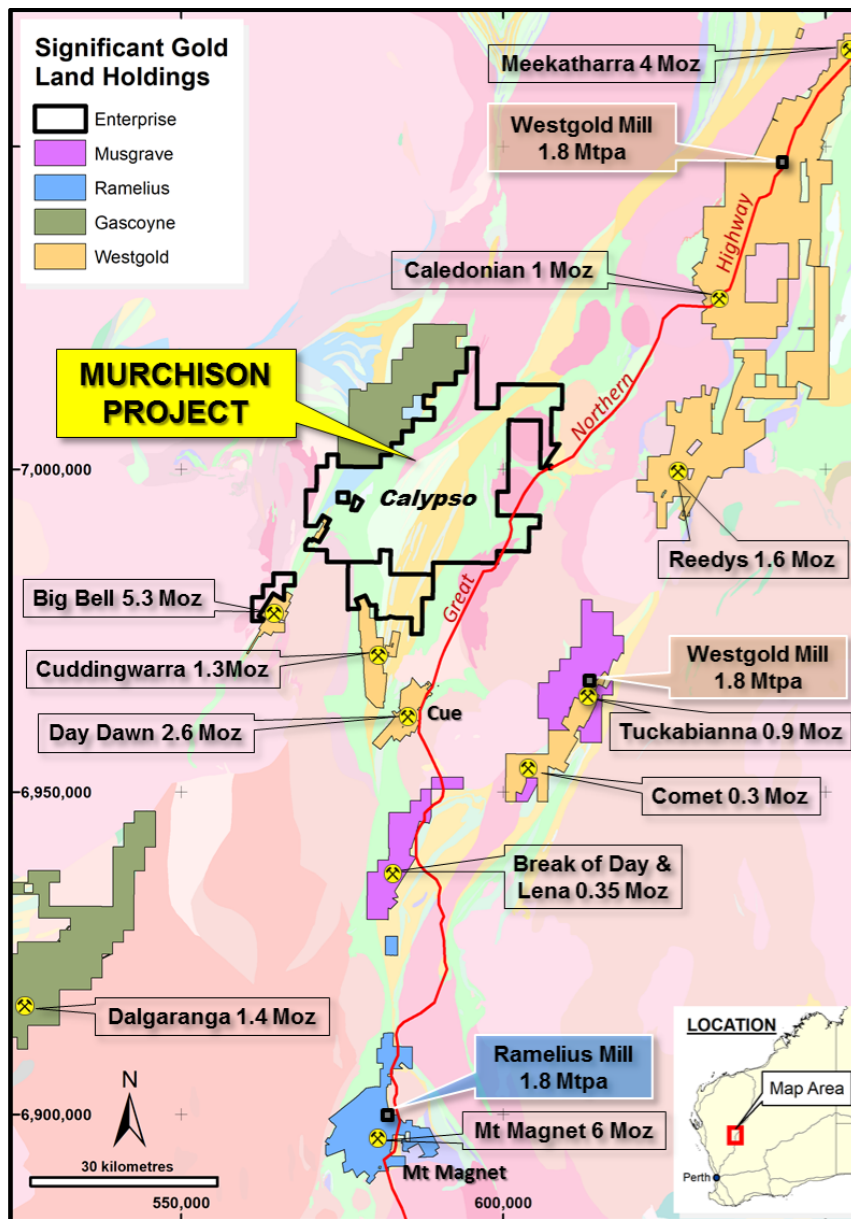 Significant Gold
Land Holdings
Enterprise
Musgrave
Ramelius
Gascoyne
Westgold
Meekatharra 4 Moz
Westgold Mill
1.8 Mtpa
Highway
Caledonian 1 Moz
MURCHISON
PROJECT
Northern
7,000,000
Calypso
Reedys 1.6 Moz
Great
Big Bell 5.3 Moz
Cuddingwarra 1.3Moz
Westgold Mill
1.8 Mtpa
Day Dawn 2.6 Moz
Cue
Tuckabianna 0.9 Moz
6,950,000
Comet 0.3 Moz
Break of Day &
Lena 0.35 Moz
Dalgaranga 1.4 Moz
LOCATION
Map Area
Perth
Ramelius Mill
1.8 Mtpa
N
6,900,000
Mt Magnet 6 Moz
30 kilometres
Mt Magnet
550,000
600,000